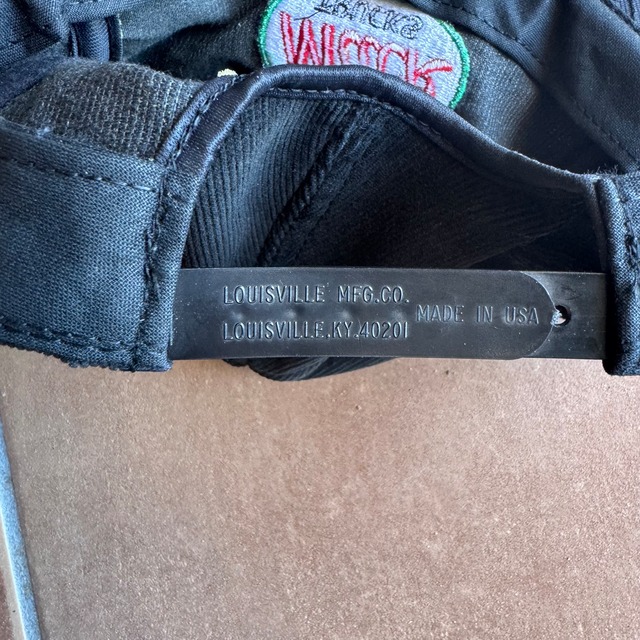 LOUISVILLE MFG.CO.
LOUISVILLE.KY.40201
MADE IN USA